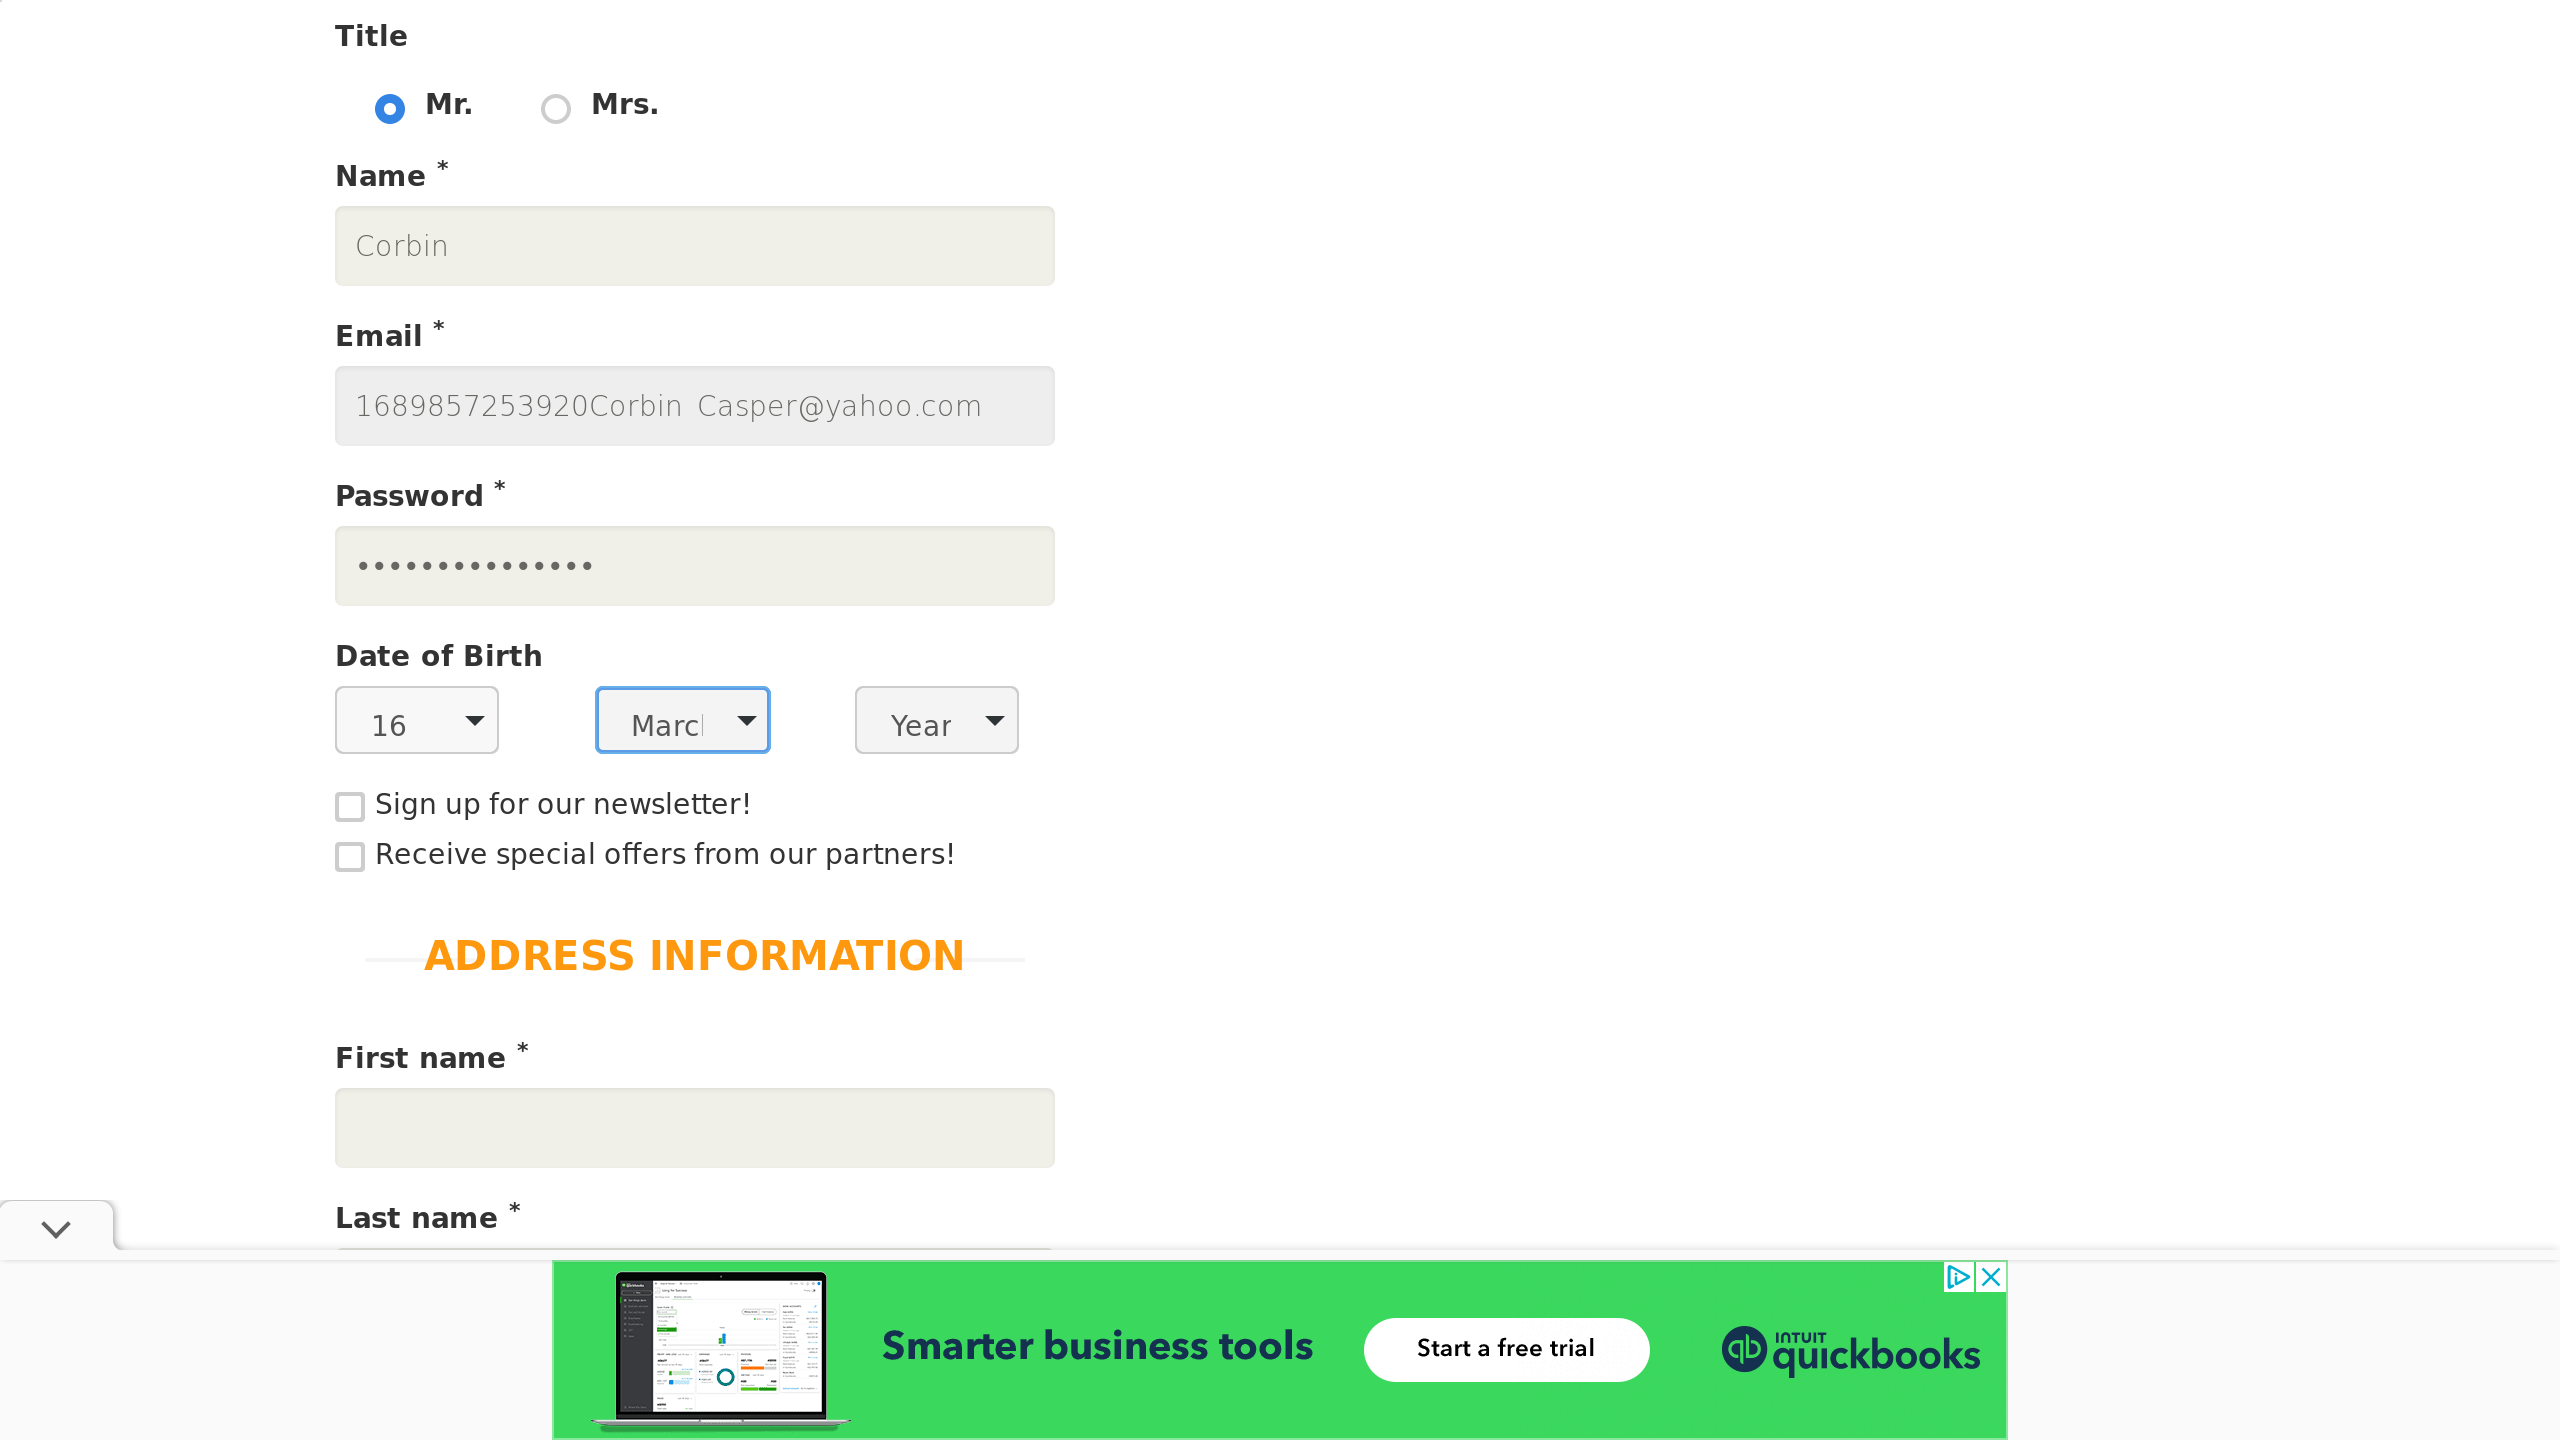 Title
Mr.
Mrs.
Name *
Corbin
Email *
1689857253920Corbin Casper@yahoo.com
Password *
•••••••••••••••
Date of Birth
16
Marc
Year
Sign up for our newsletter!
Receive special offers from our partners!
ADDRESS INFORMATION
First name *
Last name *
Smarter business tools
Start a free trial
INTUIT
quickbooks